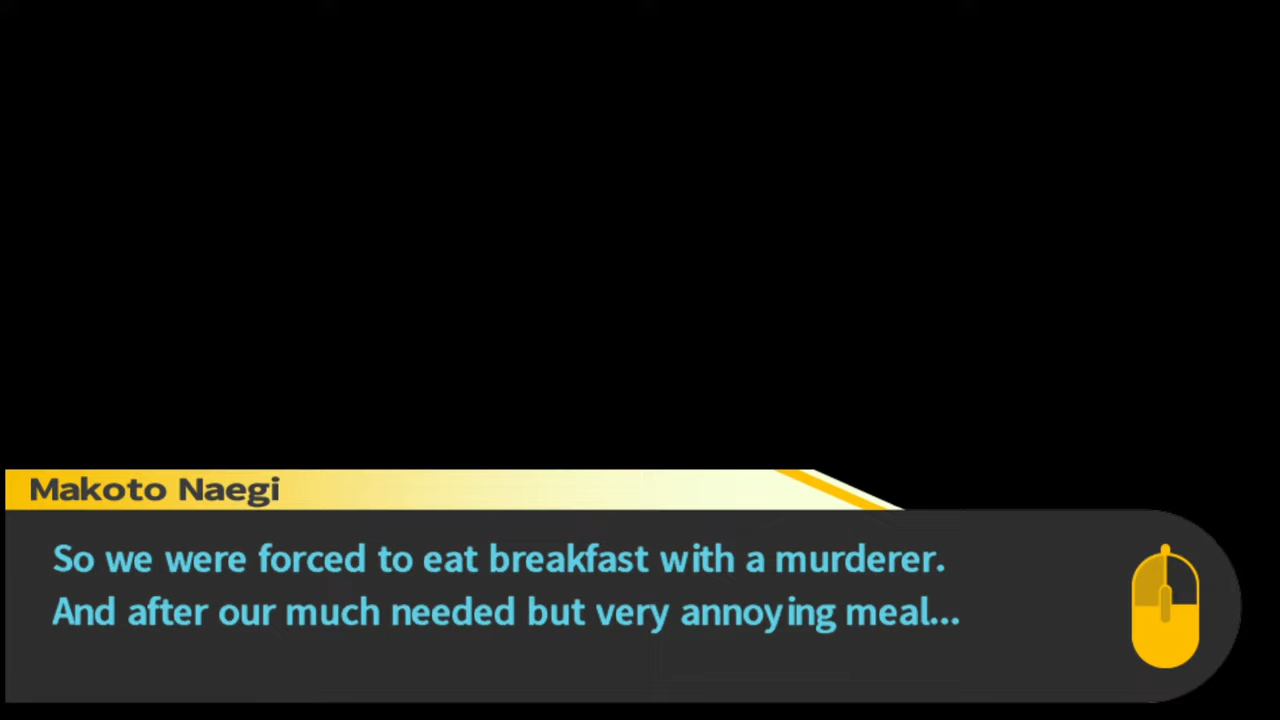 Makoto Naegi
So we were forced to eat breakfast with a murderer.
And after our much needed but very annoying meal...